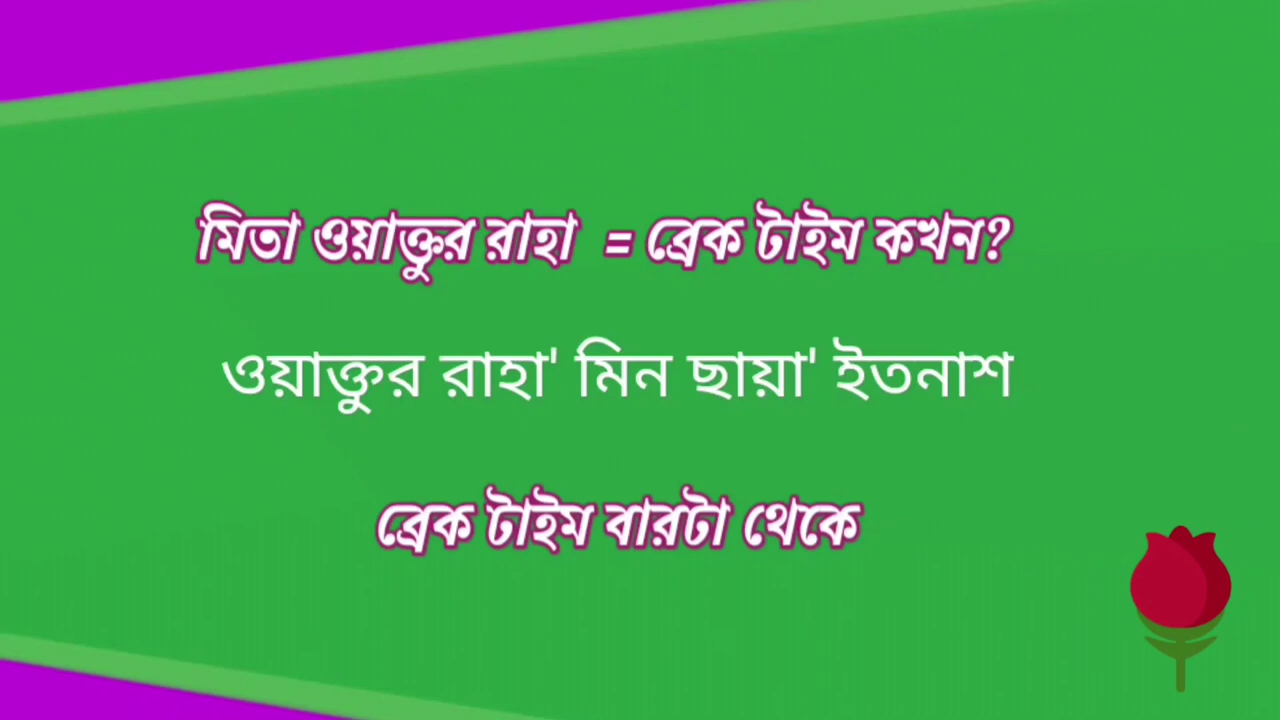 মিতা ওয়াক্তুর রাহা = ব্রেক টাইম কখন?
ওয়াক্তুর রাহা' মিন ছায়া' ইতনাশ
ব্রেক টাইম বারটা থেকে